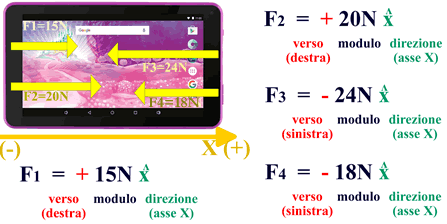 F1=15N
Google
F3=24N
F2=20N
F4=18N
(-)
X (+)
F1 = + 15N x̂
verso modulo direzione
(destra) (asse X)
F2 = + 20N x̂
verso modulo direzione
(destra) (asse X)
F3 = - 24N x̂
verso modulo direzione
(sinistra) (asse X)
F4 = - 18N x̂
verso modulo direzione
(sinistra) (asse X)